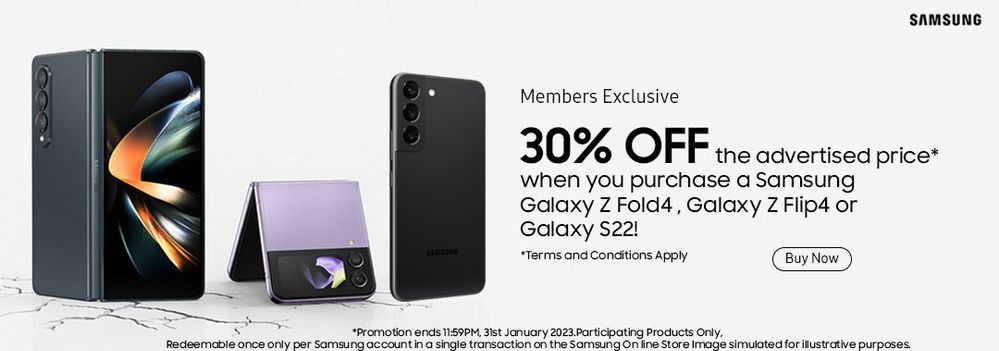 SAMSUNG
Members Exclusive
30% OFF the advertised price*
when you purchase a Samsung
Galaxy Z Fold4 , Galaxy Z Flip4 or
Galaxy S22!
*Terms and Conditions Apply
Buy Now
SAMSUNG
SAMSUNG
*Promotion ends 11:59PM, 31st January 2023.Participating Products Only,
Redeemable once only per Samsung account in a single transaction on the Samsung On line Store Image simulated for illustrative purposes.